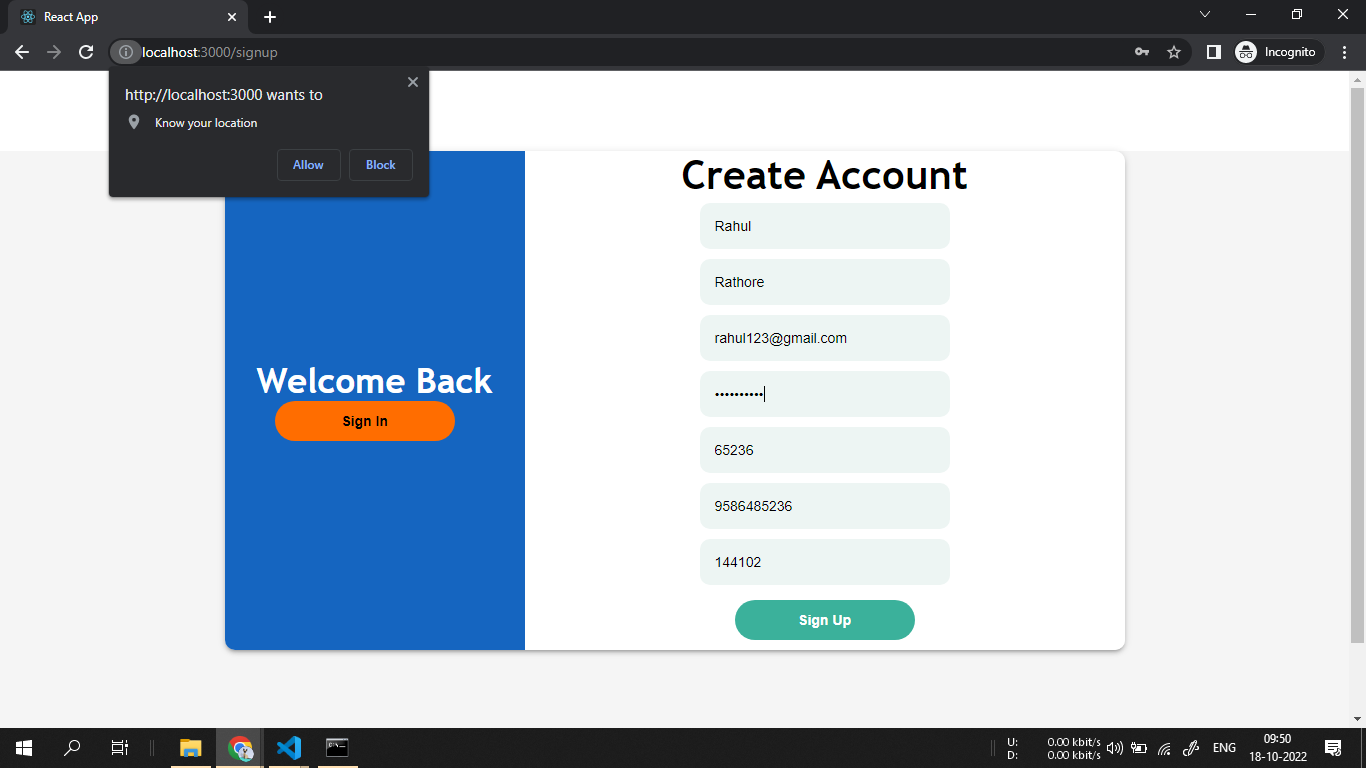 React App
localhost:3000/signup
Incognito
http://localhost:3000 wants to
Know your location
Allow
Block
Welcome Back
Sign In
Create Account
Rahul
Rathore
rahul123@gmail.com
••••••••••
65236
9586485236
144102
Sign Up
U: 0.00 kbit/s
D: 0.00 kbit/s
ENG
09:50
18-10-2022